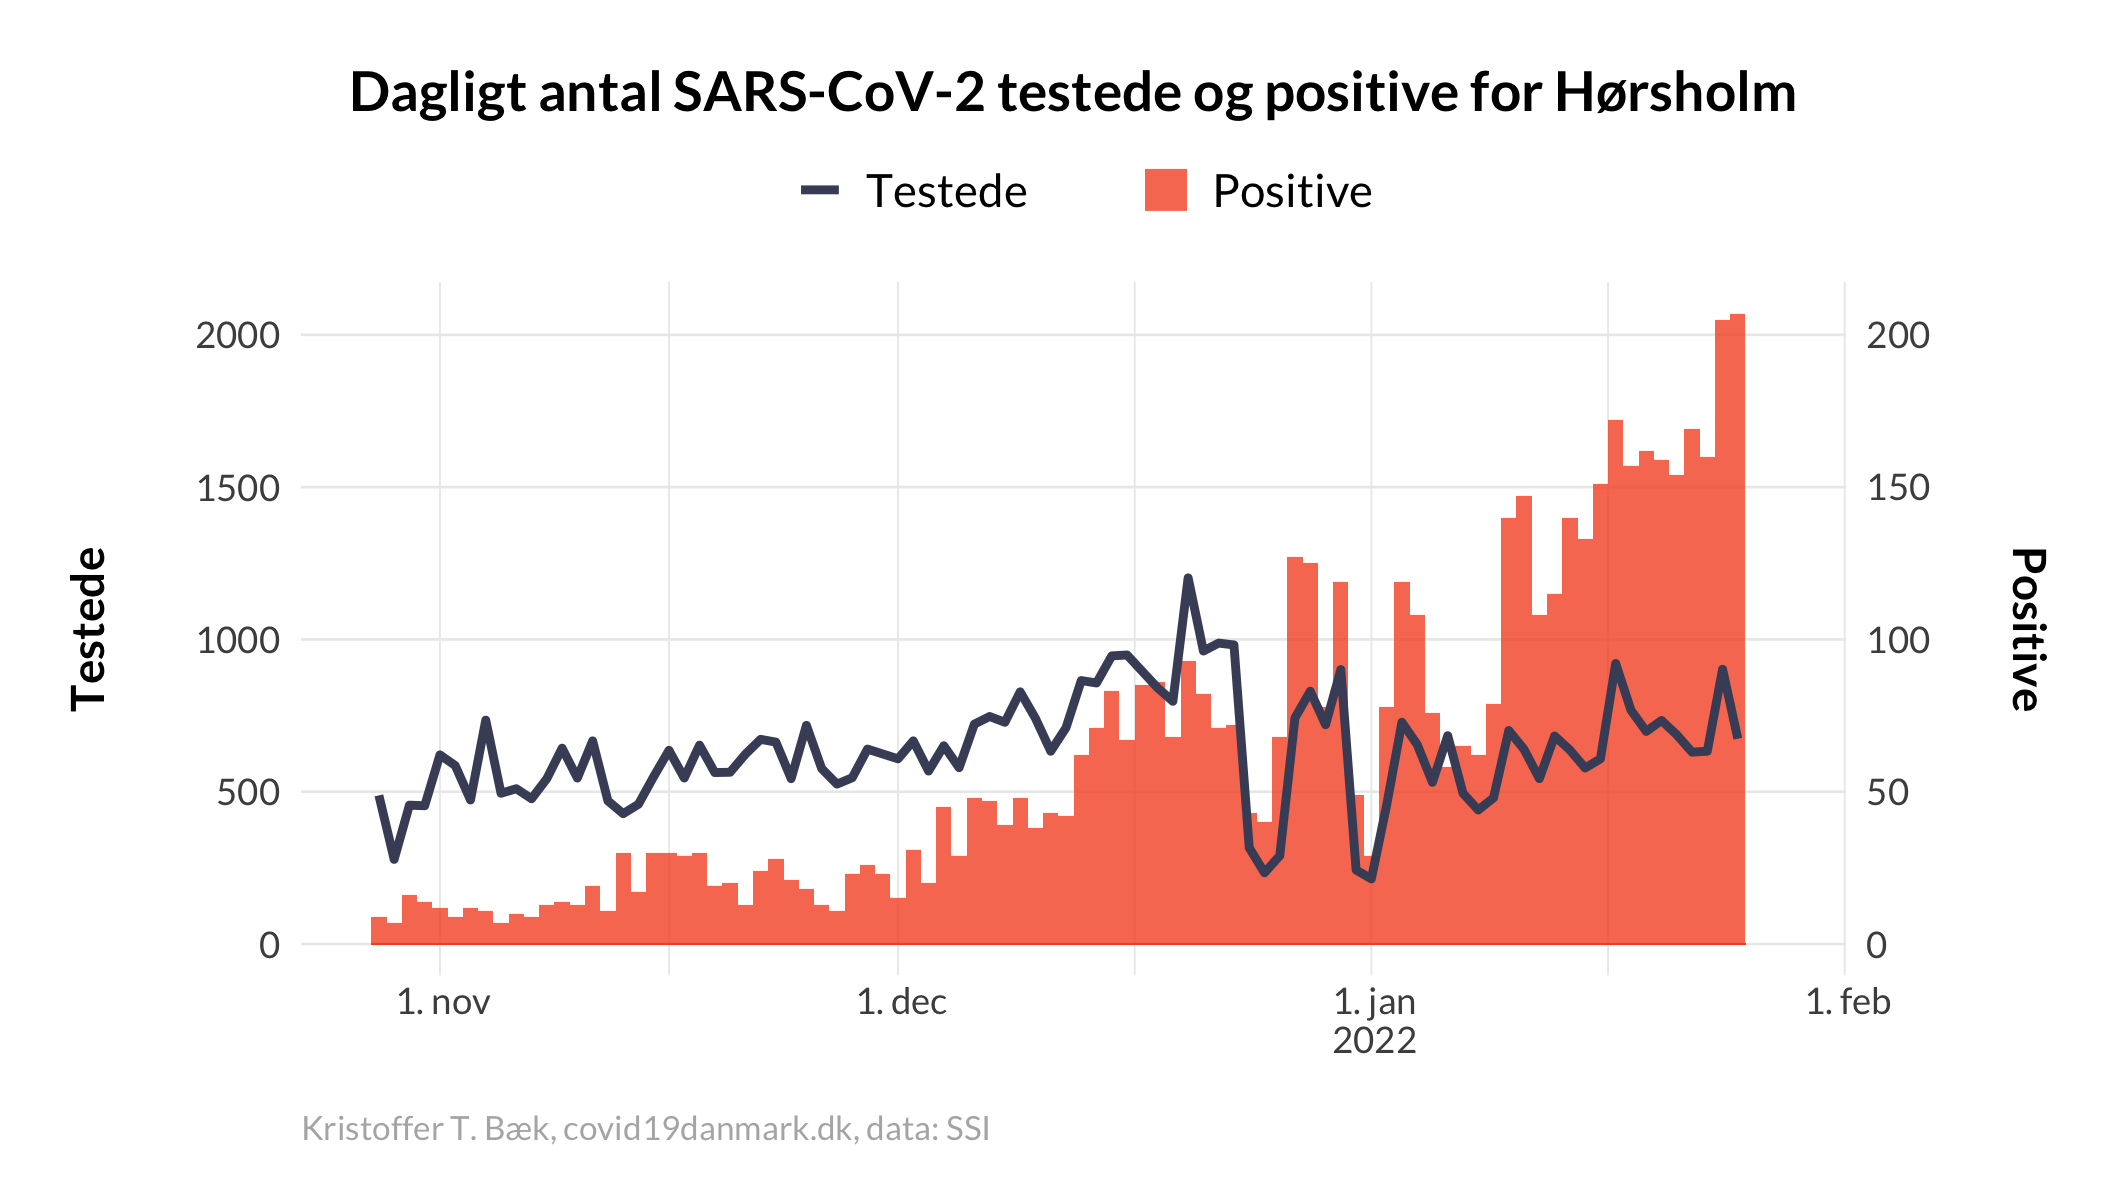 Dagligt antal SARS-CoV-2 testede og positive for Hørsholm
Testede
Positive
Testede
2000
1500
1000
500
0
200
150
100
50
0
Positive
1. nov
1. dec
1. jan
2022
1. feb
Kristoffer T. Bæk, covid19danmark.dk, data: SSI